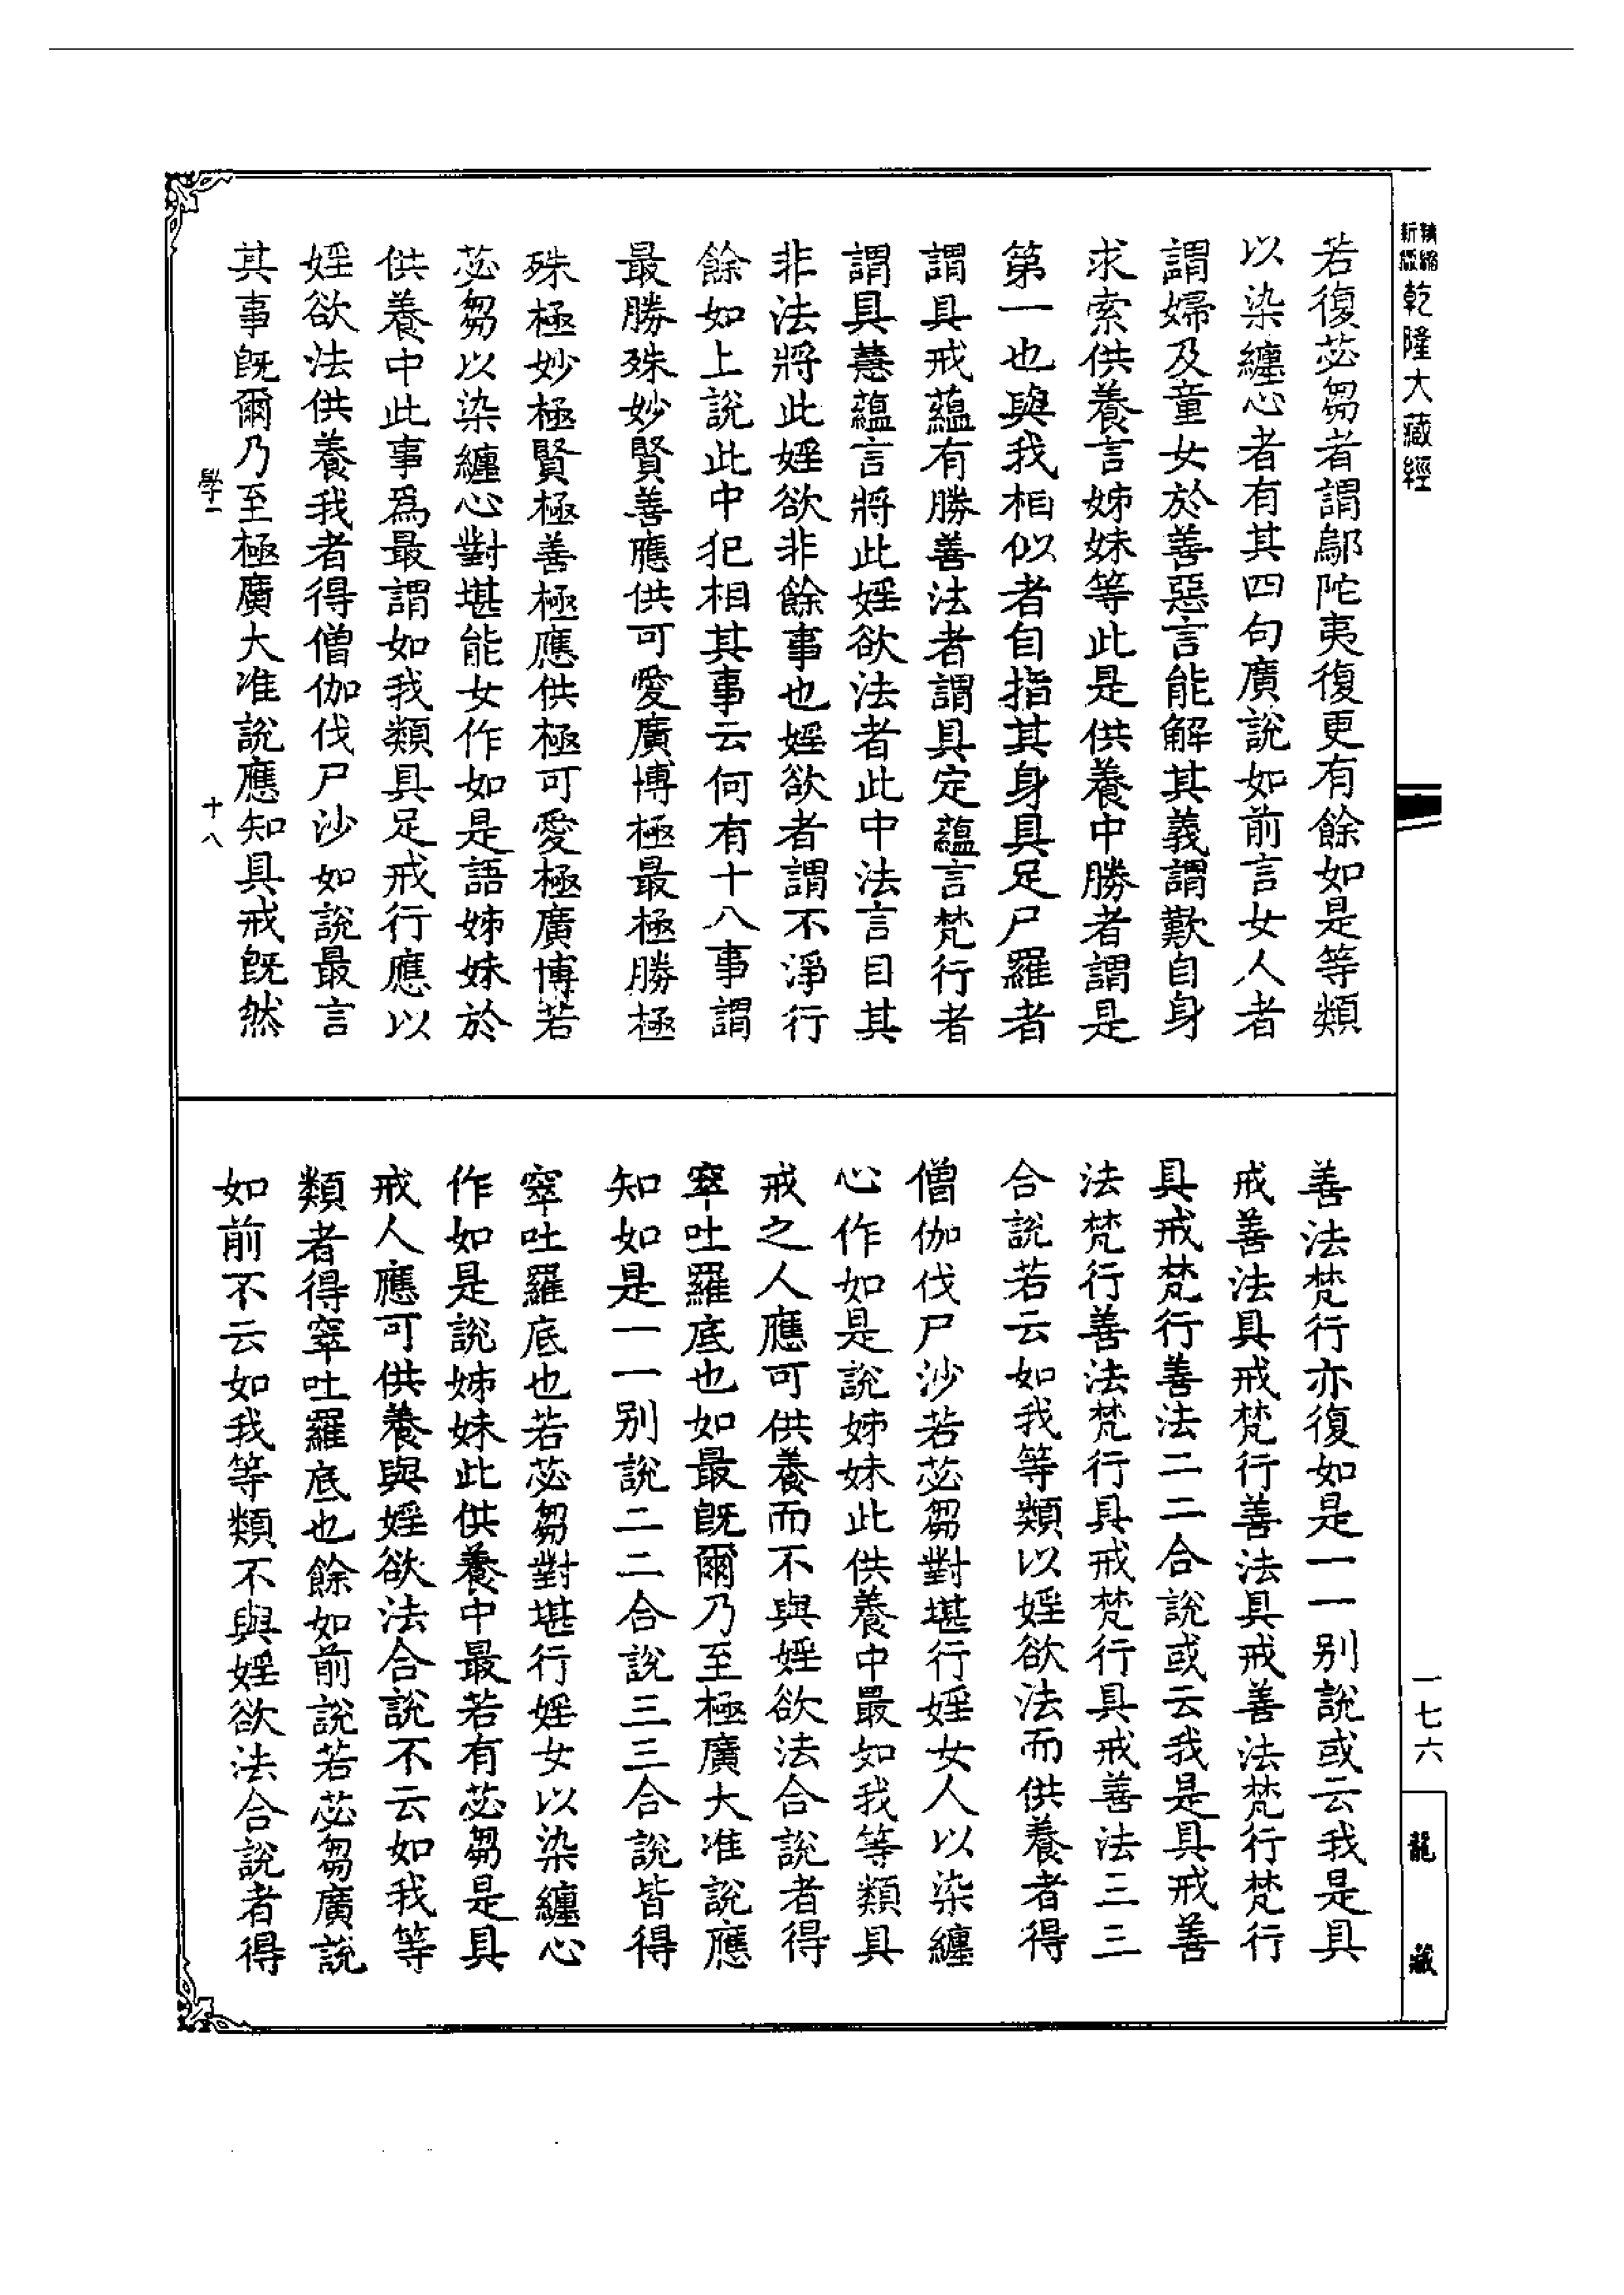 新纂縮緝
乾隆大藏經
若復苾芻者謂鄔陀夷復更有餘如是等類
以染纏心者有其四句廣說如前言女人者
謂婦及童女於善惡言能解其義謂歎自身
求索供養言姊妹等此是供養中勝者謂是
第一也與我相似者自指其身具足尸羅者
謂具戒蘊有勝善法者謂具定蘊言梵行者
謂具慧蘊言將此婬欲法者此中法言目其
非法將此婬欲非餘事也婬欲者謂不淨行
餘如上說此中犯相其事云何有十八事謂
最勝殊妙賢善應供可愛廣博極最極勝極
殊極妙極賢極善極應供極可愛極廣博若
苾芻以染纏心對堪能女作如是語姊妹於
供養中此事爲最謂如我類具足戒行應以
婬欲法供養我者得僧伽伐尸沙如說最言
其事既爾乃至極廣大准說應知具戒既然
學二
十八
善法梵行亦復如是一一別說或云我是具
戒善法具戒梵行善法具戒善法梵行梵行
具戒梵行善法二二合說或云我是具戒善
法梵行善法梵行具戒梵行具戒善法三三
合說若云如我等類以婬欲法而供養者得
僧伽伐尸沙若苾芻對堪行婬女人以染纏
心作如是說姊妹此供養中最如我等類具
戒之人應可供養而不與婬欲法合說者得
窣吐羅底也如最既爾乃至極廣大准說應
知如是一一別說二二合說三三合說皆得
窣吐羅底也若苾芻對堪行婬女以染纏心
作如是說姊妹此供養中最若有苾芻是具
戒人應可供養與婬欲法合說不云如我等
類者得窣吐羅底也餘如前說若苾芻廣說
如前不云如我等類不與婬欲法合說者得
一七六
龍藏